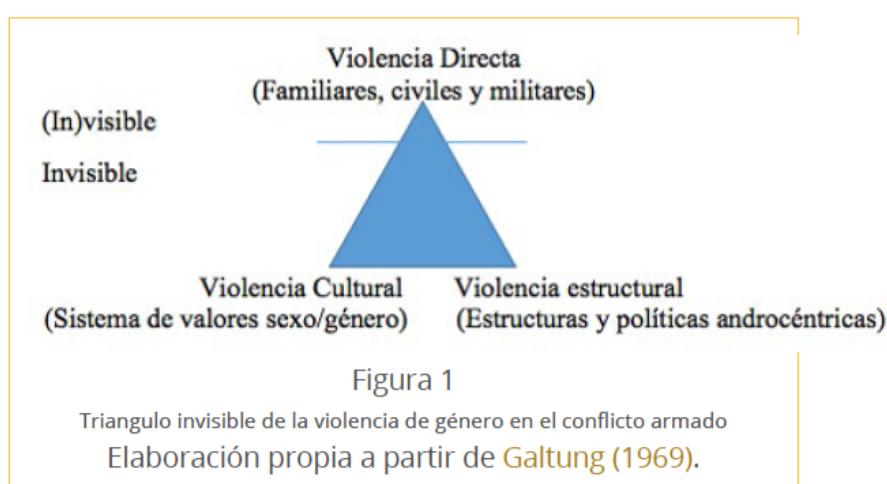 Violencia Directa
(Familiares, civiles y militares)
(In)visible
Invisible
Violencia Cultural
(Sistema de valores sexo/género)
Violencia estructural
(Estructuras y políticas androcéntricas)
Figura 1
Triangulo invisible de la violencia de género en el conflicto armado
Elaboración propia a partir de Galtung (1969).